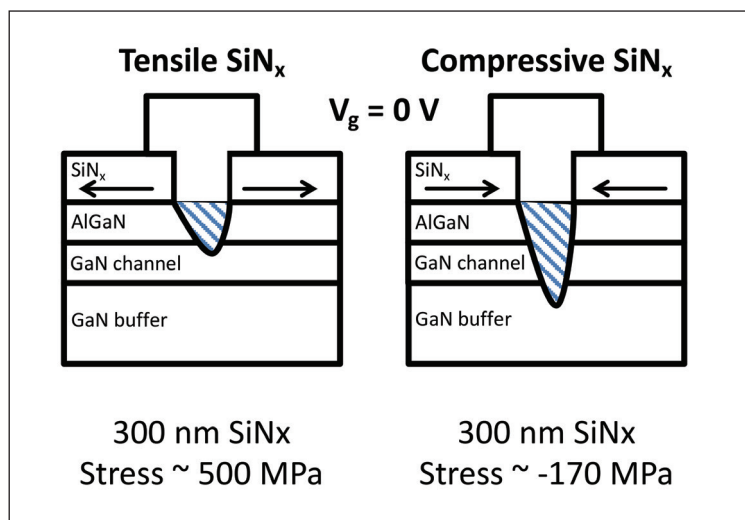 Tensile SiNₓ
Compressive SiNₓ
V_g = 0 V
SiNₓ
AlGaN
GaN channel
GaN buffer
SiNₓ
AlGaN
GaN channel
GaN buffer
300 nm SiNx
Stress ~ 500 MPa
300 nm SiNx
Stress ~ -170 MPa